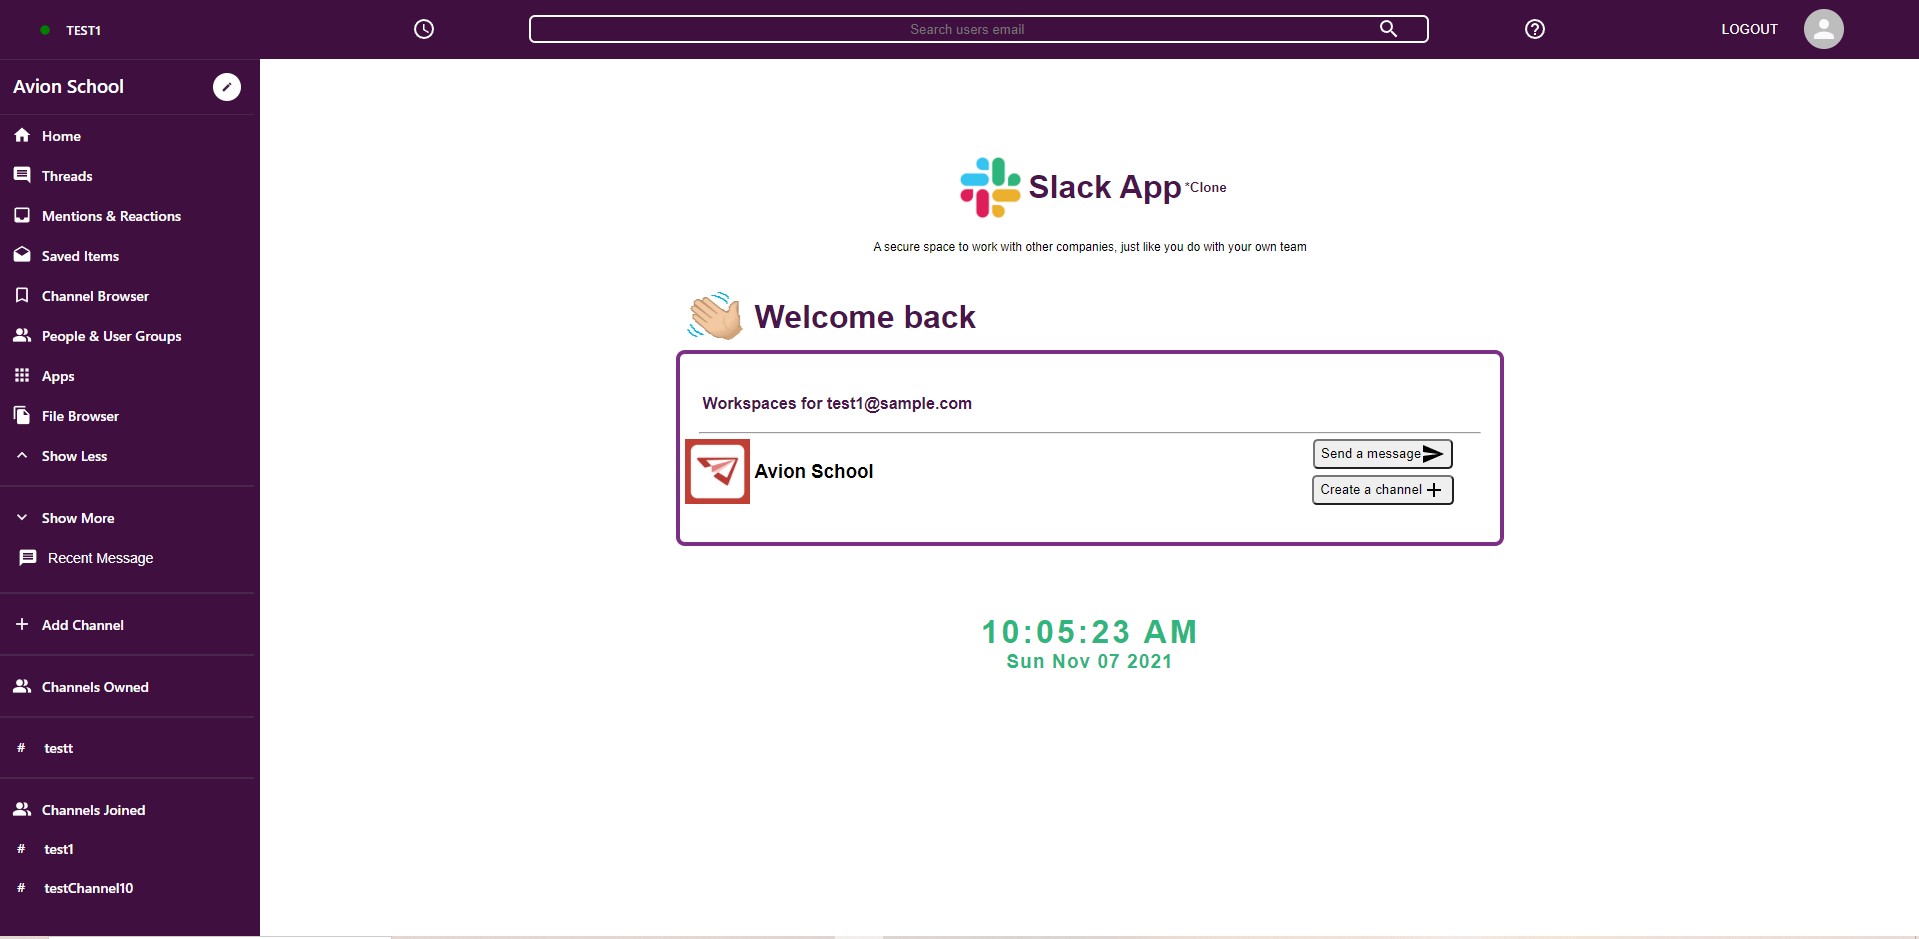 TEST1
Search users email
LOGOUT
Avion School
Home
Threads
Mentions & Reactions
Saved Items
Channel Browser
People & User Groups
Apps
File Browser
Show Less
Show More
Recent Message
Add Channel
Channels Owned
# testt
Channels Joined
# test1
# testChannel10
Slack App *Clone
A secure space to work with other companies, just like you do with your own team
Welcome back
Workspaces for test1@sample.com
Avion School
Send a message
Create a channel
10:05:23 AM
Sun Nov 07 2021